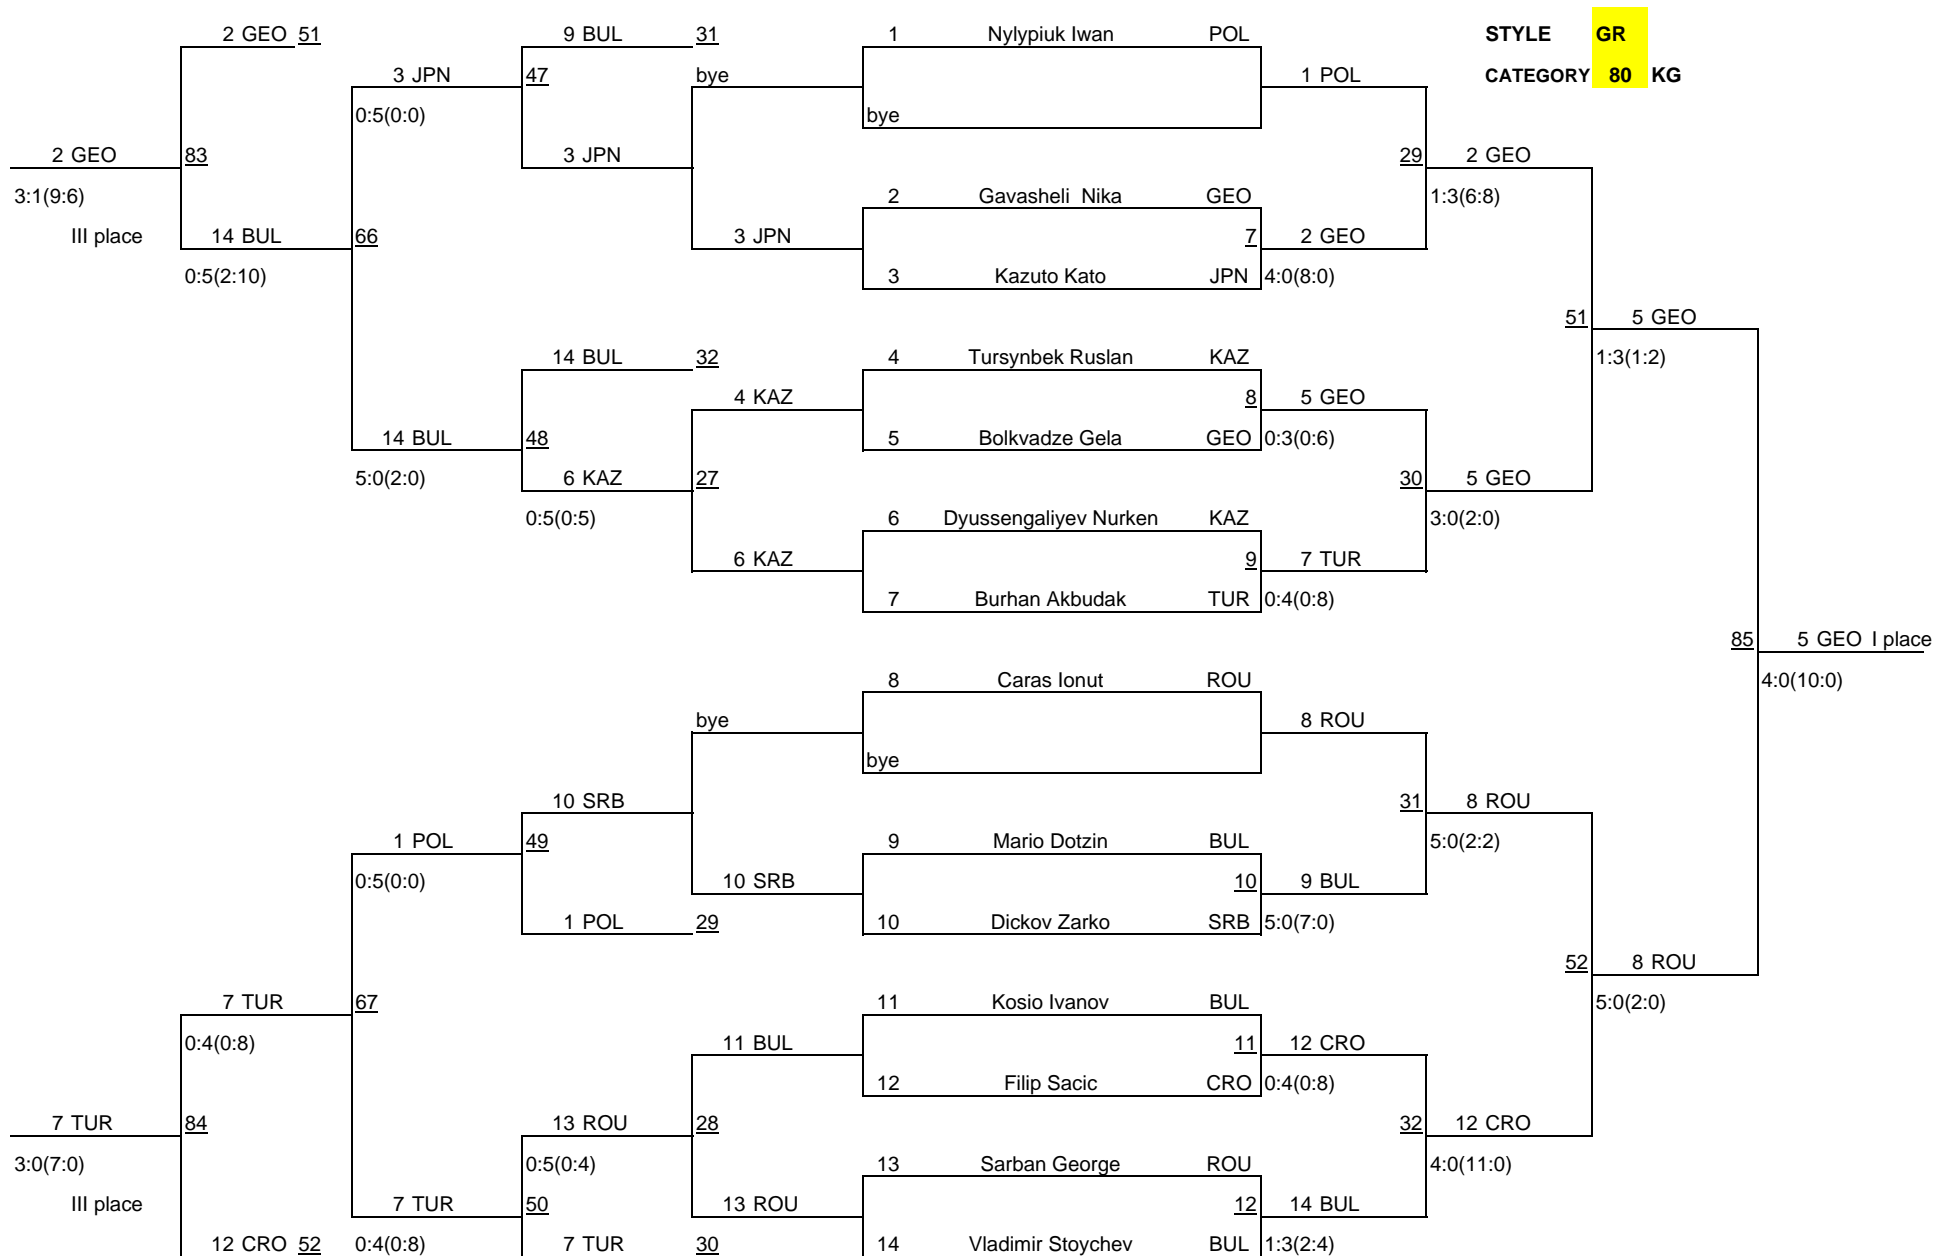 2 GEO 51 9 BUL 31 1 Nylypiuk Iwan POL STYLE GR
3 JPN 47 bye 1 POL CATEGORY 80 KG
0:5(0:0) bye
2 GEO 83 3 JPN 29 2 GEO
3:1(9:6) 2 Gavasheli Nika GEO 1:3(6:8)
III place 14 BUL 66 3 JPN 7 2 GEO
0:5(2:10) 3 Kazuto Kato JPN 4:0(8:0)
51 5 GEO
14 BUL 32 4 Tursynbek Ruslan KAZ 1:3(1:2)
4 KAZ 8 5 GEO
14 BUL 48 5 Bolkvadze Gela GEO 0:3(0:6)
5:0(2:0) 6 KAZ 27 30 5 GEO
0:5(0:5) 6 Dyussengaliyev Nurken KAZ 3:0(2:0)
6 KAZ 9 7 TUR
7 Burhan Akbudak TUR 0:4(0:8)
85 5 GEO I place
8 Caras Ionut ROU 4:0(10:0)
bye 8 ROU
bye
10 SRB 31 8 ROU
1 POL 49 9 Mario Dotzin BUL 5:0(2:2)
0:5(0:0) 10 SRB 10 9 BUL
1 POL 29 10 Dickov Zarko SRB 5:0(7:0)
52 8 ROU
7 TUR 67 11 Kosio Ivanov BUL 5:0(2:0)
0:4(0:8) 11 BUL 11 12 CRO
12 Filip Sacic CRO 0:4(0:8)
7 TUR 84 13 ROU 28 32 12 CRO
3:0(7:0) 0:5(0:4) 13 Sarban George ROU 4:0(11:0)
III place 7 TUR 50 13 ROU 12 14 BUL
12 CRO 52 0:4(0:8) 7 TUR 30 14 Vladimir Stoychev BUL 1:3(2:4)